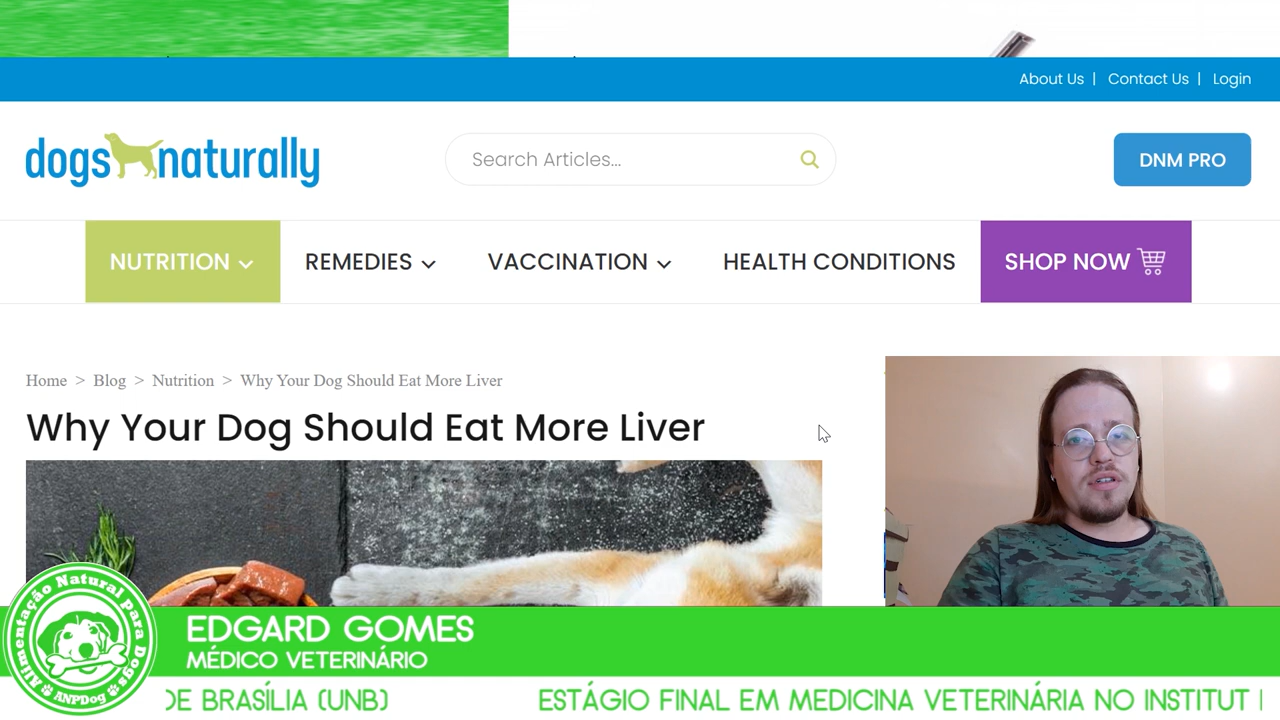 About Us | Contact Us | Login
dogs naturally
Search Articles...
DNM PRO
NUTRITION
REMEDIES
VACCINATION
HEALTH CONDITIONS
SHOP NOW
Home > Blog > Nutrition > Why Your Dog Should Eat More Liver
Why Your Dog Should Eat More Liver
Alimentação Natural para Dogs
ANPDog
EDGARD GOMES
MÉDICO VETERINÁRIO
DE BRASÍLIA (UNB)
ESTÁGIO FINAL EM MEDICINA VETERINÁRIA NO INSTITUT